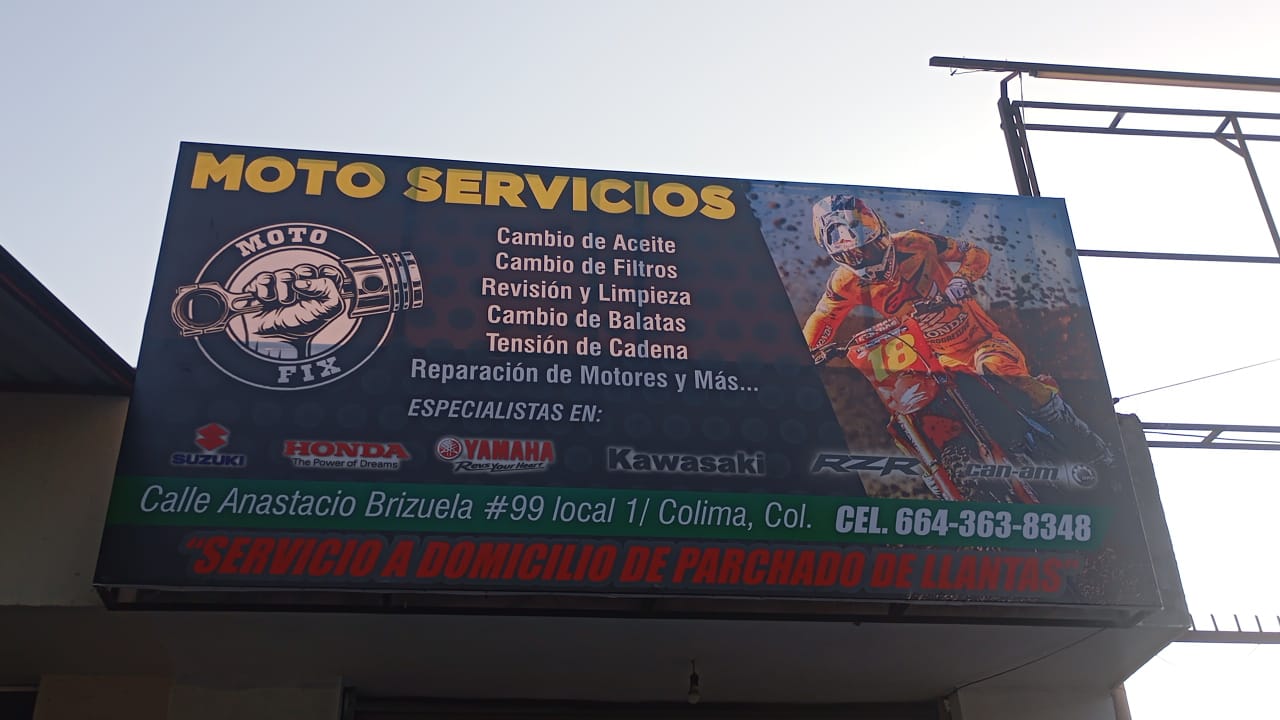 MOTO SERVICIOS
MOTO
FIX
Cambio de Aceite
Cambio de Filtros
Revisión y Limpieza
Cambio de Balatas
Tensión de Cadena
Reparación de Motores y Más...
ESPECIALISTAS EN:
SUZUKI
HONDA
The Power of Dreams
YAMAHA
Revs Your Heart
Kawasaki
RZR
can-am
HONDA
18
Calle Anastacio Brizuela #99 local 1/ Colima, Col.
CEL. 664-363-8348
"SERVICIO A DOMICILIO DE PARCHADO DE LLANTAS"